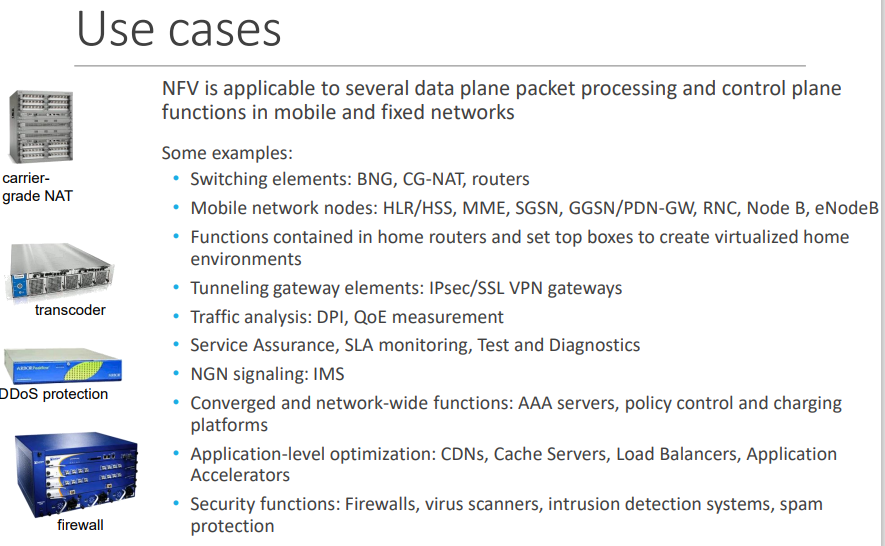 Use cases
NFV is applicable to several data plane packet processing and control plane
functions in mobile and fixed networks
Some examples:
• Switching elements: BNG, CG-NAT, routers
• Mobile network nodes: HLR/HSS, MME, SGSN, GGSN/PDN-GW, RNC, Node B, eNodeB
• Functions contained in home routers and set top boxes to create virtualized home
environments
• Tunneling gateway elements: IPsec/SSL VPN gateways
• Traffic analysis: DPI, QoE measurement
• Service Assurance, SLA monitoring, Test and Diagnostics
• NGN signaling: IMS
• Converged and network-wide functions: AAA servers, policy control and charging
platforms
• Application-level optimization: CDNs, Cache Servers, Load Balancers, Application
Accelerators
• Security functions: Firewalls, virus scanners, intrusion detection systems, spam
protection
carrier-
grade NAT
transcoder
DDoS protection
firewall